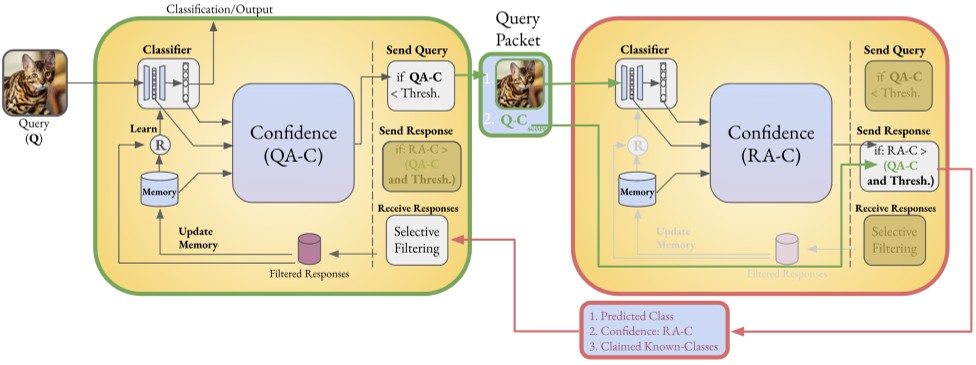 Classification/Output
Query
(Q)
Classifier
Learn
R
Memory
Update
Memory
Confidence
(QA-C)
Filtered Responses
Send Query
if QA-C
< Thresh.
Send Response
if: RA-C >
(QA-C
and Thresh.)
Receive Responses
Selective
Filtering
Query
Packet
1.
2.
Q-C score
Classifier
R
Memory
Update
Memory
Confidence
(RA-C)
Filtered Responses
Send Query
if QA-C
< Thresh.
Send Response
if: RA-C >
(QA-C
and Thresh.)
Receive Responses
Selective
Filtering
1. Predicted Class
2. Confidence: RA-C
3. Claimed Known-Classes